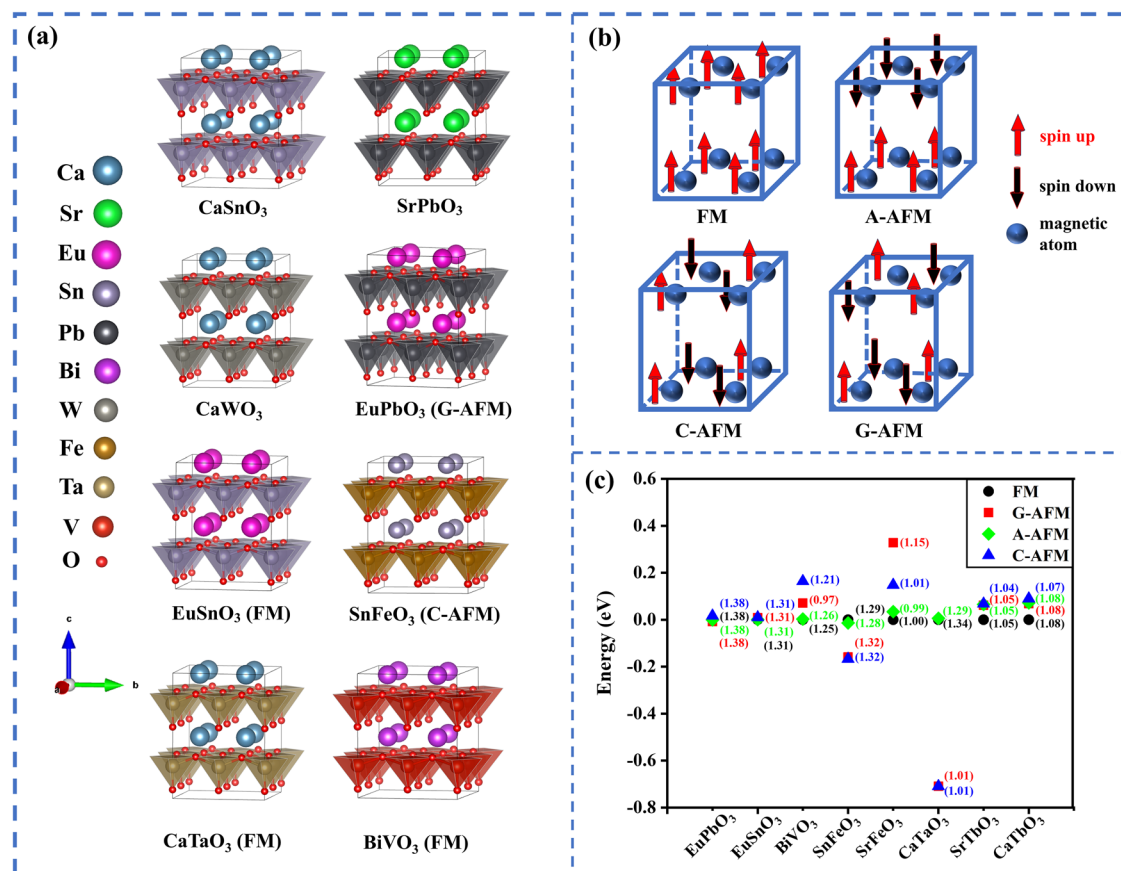 (a)
Ca
Sr
Eu
Sn
Pb
Bi
W
Fe
Ta
V
O
CaSnO₃
SrPbO₃
CaWO₃
EuPbO₃ (G-AFM)
EuSnO₃ (FM)
SnFeO₃ (C-AFM)
CaTaO₃ (FM)
BiVO₃ (FM)
c
a
b
(b)
FM
A-AFM
C-AFM
G-AFM
spin up
spin down
magnetic
atom
(c)
Energy (eV)
0.6
0.4
0.2
0.0
-0.2
-0.4
-0.6
-0.8
FM
G-AFM
A-AFM
C-AFM
(1.38)
(1.38)
(1.38)
(1.38)
(1.31)
(1.31)
(1.31)
(1.31)
(1.21)
(0.97)
(1.26)
(1.25)
(1.29)
(1.28)
(1.32)
(1.32)
(1.15)
(1.01)
(0.99)
(1.00)
(1.29)
(1.34)
(1.01)
(1.01)
(1.04)
(1.05)
(1.05)
(1.05)
(1.07)
(1.08)
(1.08)
(1.08)
EuPbO₃
EuSnO₃
BiVO₃
SnFeO₃
SrFeO₃
CaTaO₃
SrTbO₃
CaTbO₃